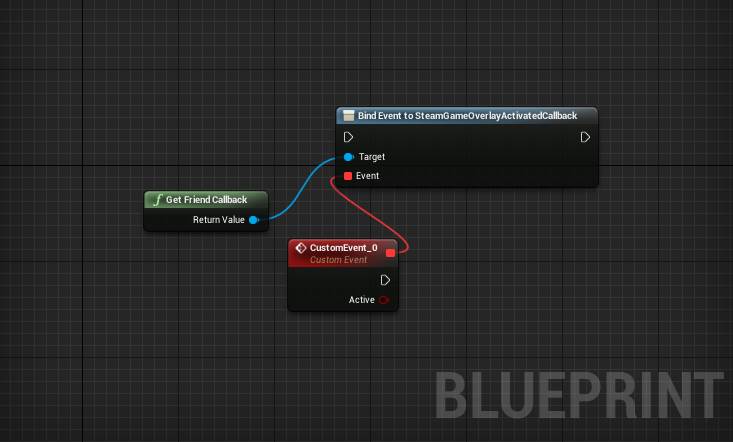 Bind Event to SteamGameOverlayActivatedCallback
Target
Event
f Get Friend Callback
Return Value
CustomEvent_0
Custom Event
Active
BLUEPRINT